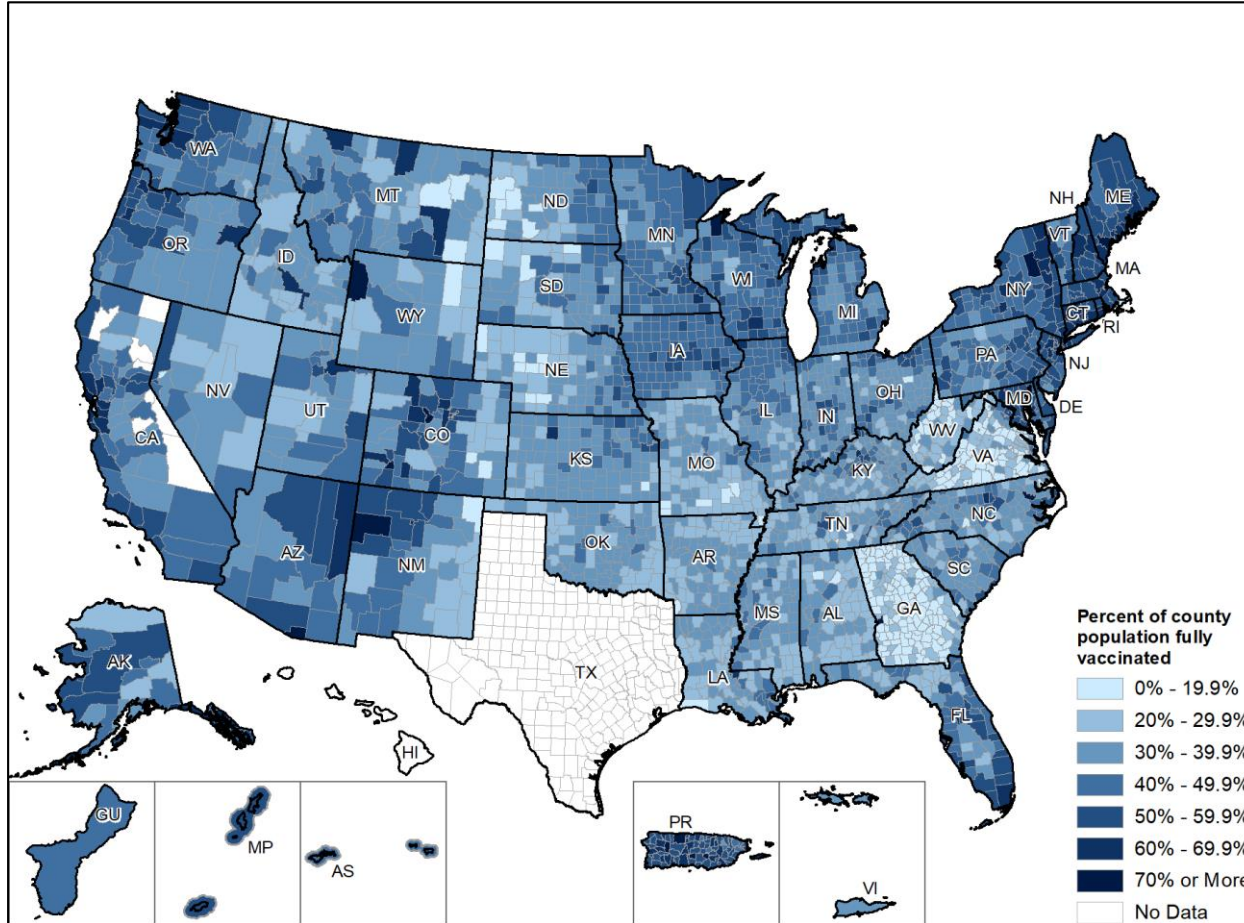 WA
MT
ND
MN
NH
VT
ME
OR
ID
SD
WI
MI
NY
MA
WY
CT
RI
IA
NE
PA
NJ
NV
UT
CO
IL
IN
OH
MD
DE
CA
KS
MO
WV
VA
KY
AZ
NM
OK
AR
TN
NC
SC
MS
AL
GA
TX
LA
AK
HI
FL
GU
MP
AS
PR
VI
Percent of county
population fully
vaccinated
0% - 19.9%
20% - 29.9%
30% - 39.9%
40% - 49.9%
50% - 59.9%
60% - 69.9%
70% or More
No Data